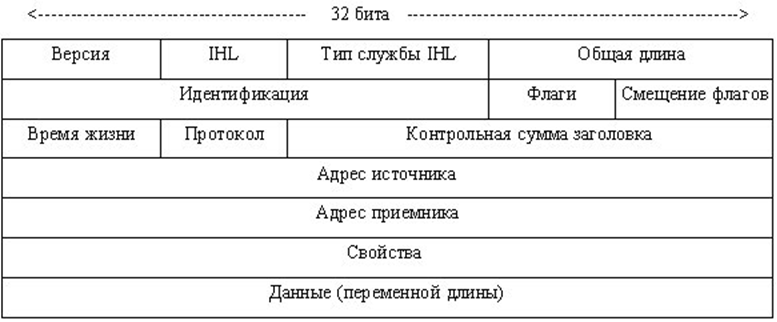 <--------------------------------------- 32 бита --------------------------------------------------->
Версия IHL Тип службы IHL Общая длина
Идентификация Флаги Смещение флагов
Время жизни Протокол Контрольная сумма заголовка
Адрес источника
Адрес приемника
Свойства
Данные (переменной длины)